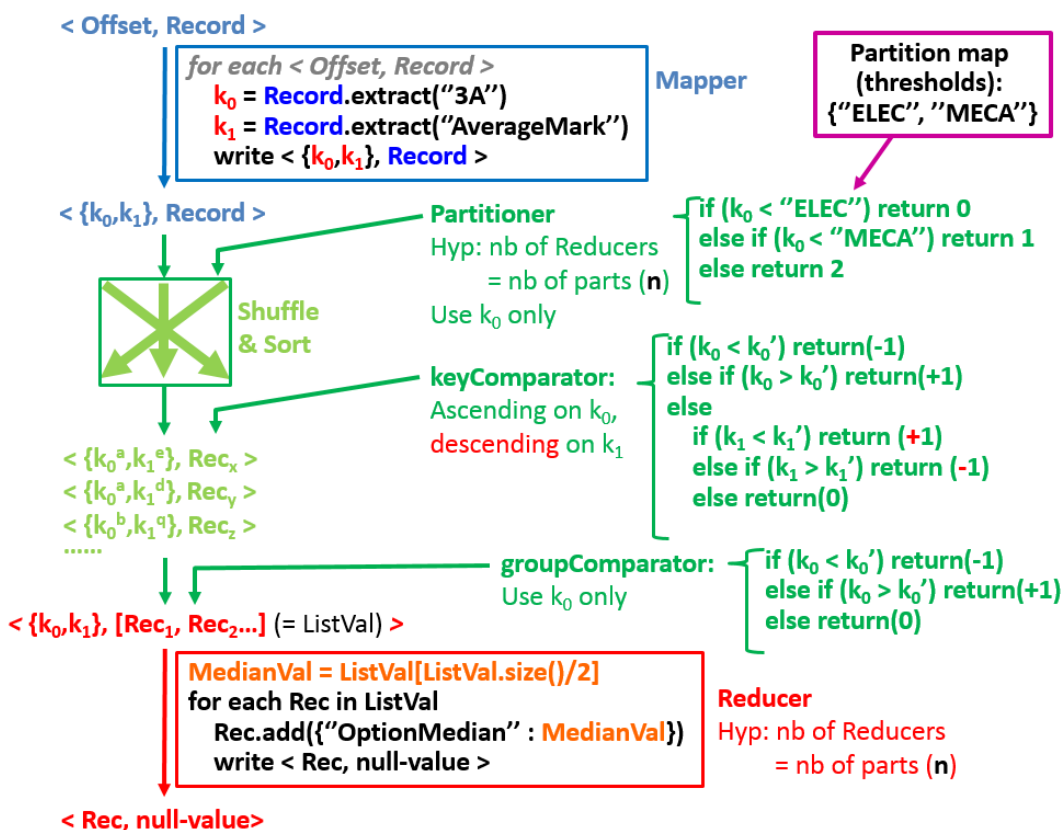 < Offset, Record >
for each < Offset, Record >
k0 = Record.extract(‘’3A’’)
k1 = Record.extract(‘’AverageMark’’)
write < {k0,k1}, Record >
Mapper
Partition map
(thresholds):
{‘’ELEC’’, ’’MECA’’}
< {k0,k1}, Record >
Partitioner
Hyp: nb of Reducers
= nb of parts (n)
Use k0 only
if (k0 < ‘’ELEC’’) return 0
else if (k0 < ‘’MECA’’) return 1
else return 2
Shuffle
& Sort
keyComparator:
Ascending on k0,
descending on k1
if (k0 < k0’) return(-1)
else if (k0 > k0’) return(+1)
else
if (k1 < k1’) return (+1)
else if (k1 > k1’) return (-1)
else return(0)
< {k0a,k1e}, Recx >
< {k0a,k1d}, Recy >
< {k0b,k1q}, Recz >
......
groupComparator:
Use k0 only
if (k0 < k0’) return(-1)
else if (k0 > k0’) return(+1)
else return(0)
< {k0,k1}, [Rec1, Rec2...] (= ListVal) >
MedianVal = ListVal[ListVal.size()/2]
for each Rec in ListVal
Rec.add({‘’OptionMedian’’ : MedianVal})
write < Rec, null-value >
Reducer
Hyp: nb of Reducers
= nb of parts (n)
< Rec, null-value>